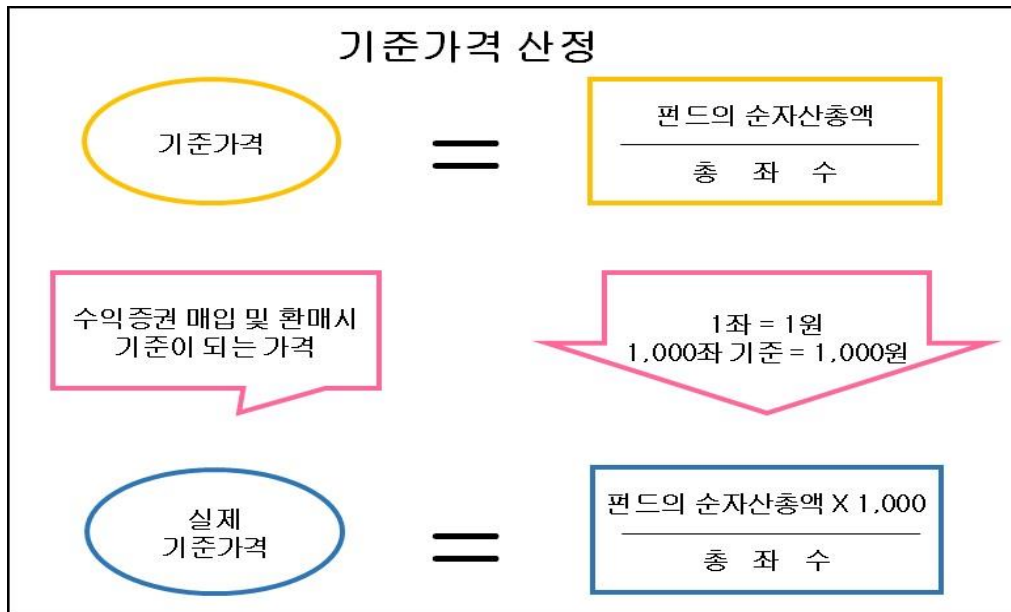 기준가격 산정
기준가격
=
펀드의 순자산총액
총 좌 수
수익증권 매입 및 환매시
기준이 되는 가격
1좌 = 1원
1,000좌 기준 = 1,000원
실제
기준가격
=
펀드의 순자산총액 X 1,000
총 좌 수